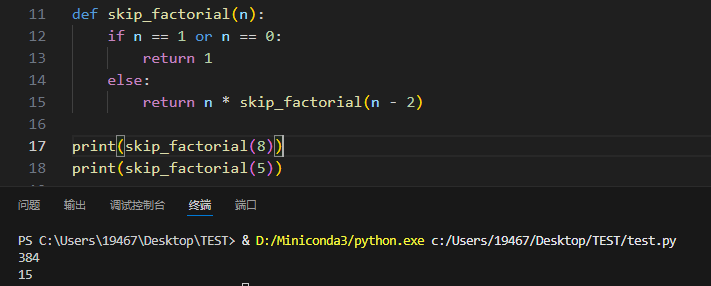 11 def skip_factorial(n):
12     if n == 1 or n == 0:
13         return 1
14     else:
15         return n * skip_factorial(n - 2)
16
17 print(skip_factorial(8))
18 print(skip_factorial(5))
问题 输出 调试控制台 终端 端口
PS C:\Users\19467\Desktop\TEST> & D:/Miniconda3/python.exe c:/Users/19467/Desktop/TEST/test.py
384
15